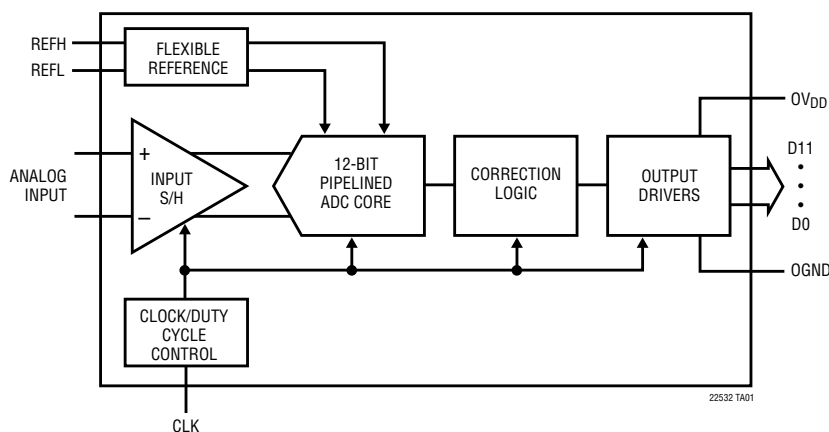 REFH
REFL
FLEXIBLE
REFERENCE
OVDD
ANALOG
INPUT
+
−
INPUT
S/H
12-BIT
PIPELINED
ADC CORE
CORRECTION
LOGIC
OUTPUT
DRIVERS
D11
•
•
•
D0
OGND
CLOCK/DUTY
CYCLE
CONTROL
CLK
22532 TA01